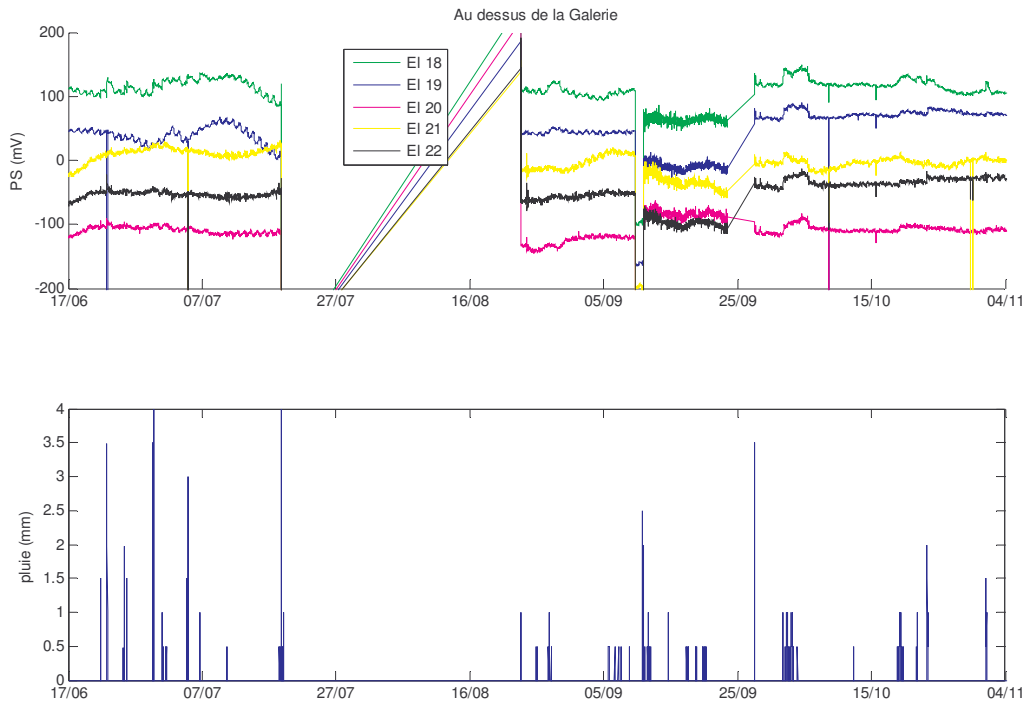 Au dessus de la Galerie
PS (mV)
200
100
0
-100
-200
El 18
El 19
El 20
El 21
El 22
17/06 07/07 27/07 16/08 05/09 25/09 15/10 04/11
pluie (mm)
4
3.5
3
2.5
2
1.5
1
0.5
0
17/06 07/07 27/07 16/08 05/09 25/09 15/10 04/11